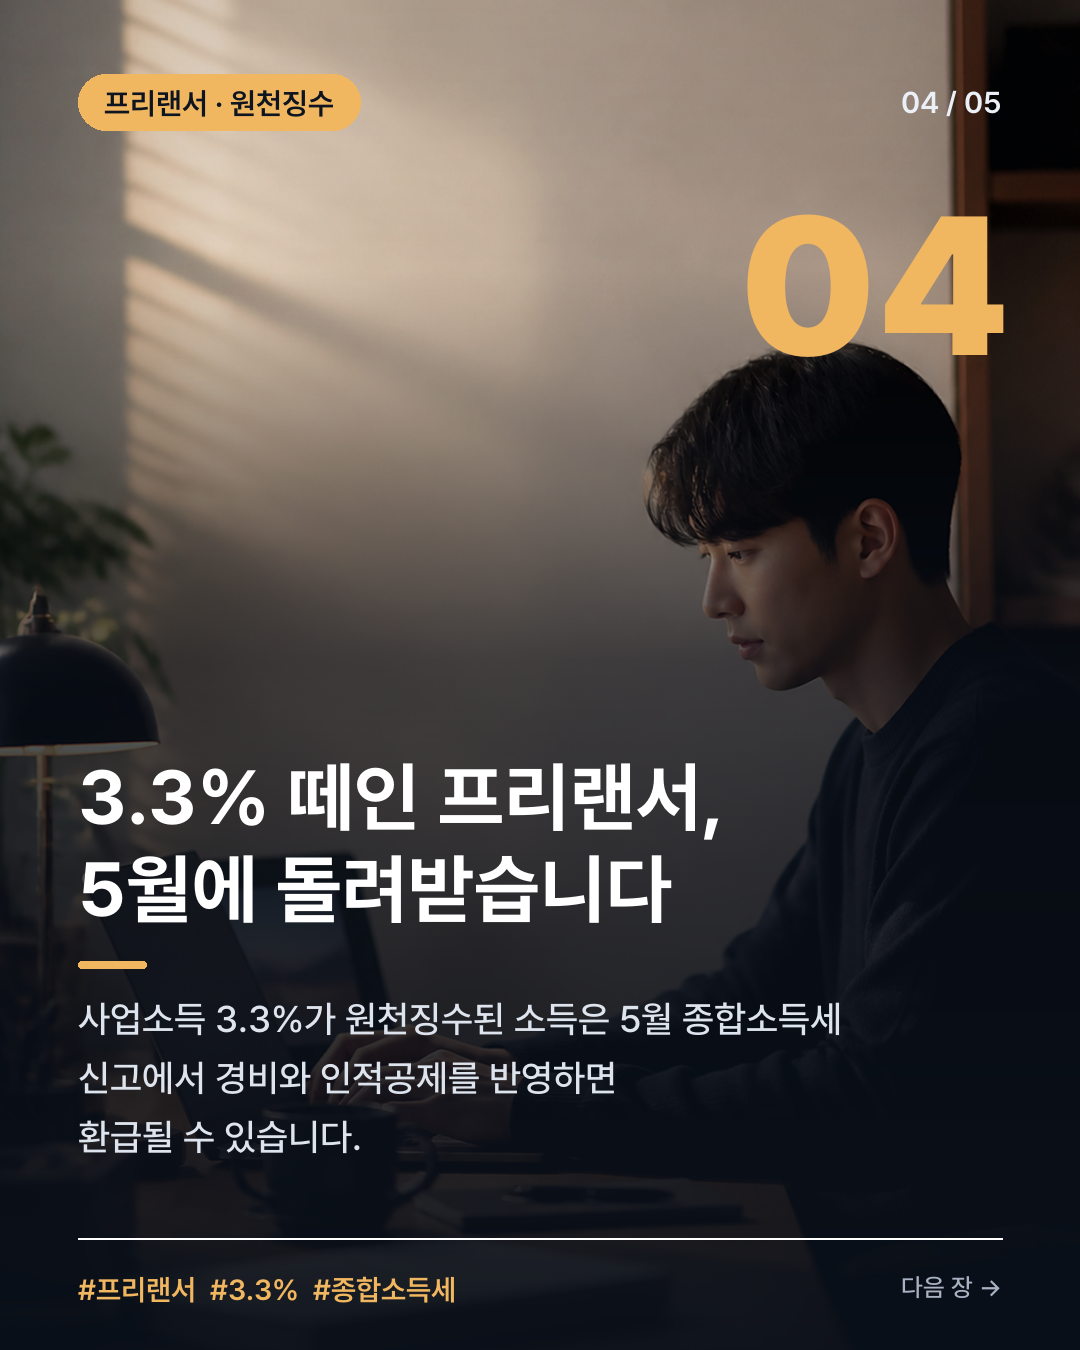 프리랜서 · 원천징수
04 / 05
04
3.3% 떼인 프리랜서,
5월에 돌려받습니다
사업소득 3.3%가 원천징수된 소득은 5월 종합소득세
신고에서 경비와 인적공제를 반영하면
환급될 수 있습니다.
#프리랜서 #3.3% #종합소득세
다음 장 →